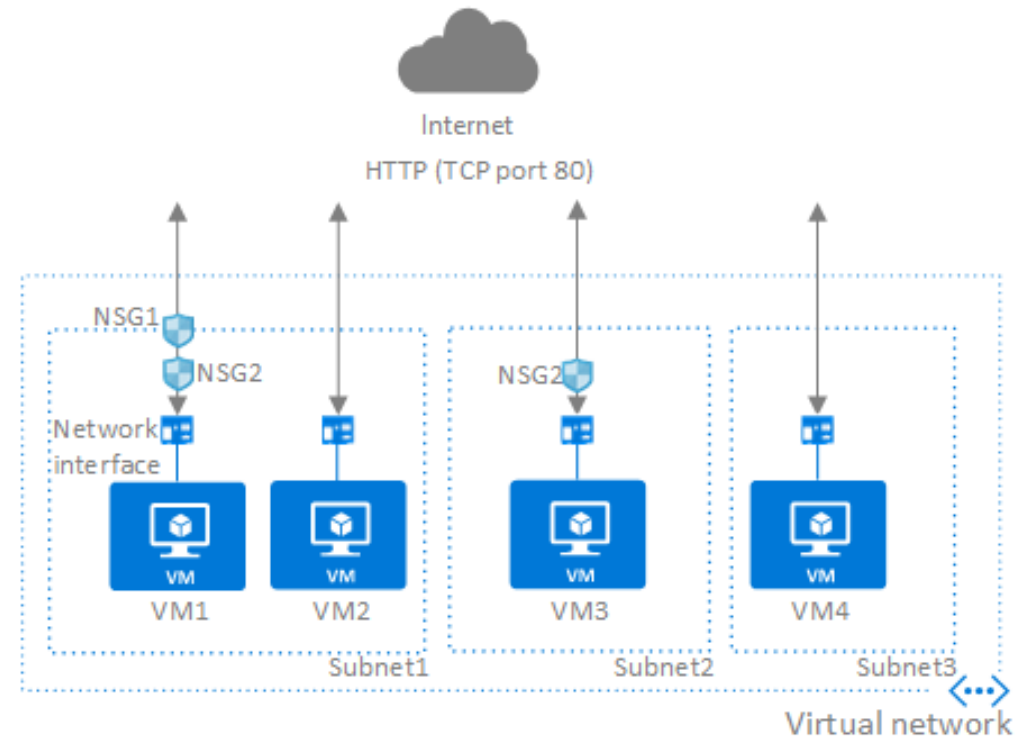 Internet
HTTP (TCP port 80)
NSG1
NSG2
NSG2
Network
interface
VM
VM
VM
VM
VM1
VM2
VM3
VM4
Subnet1
Subnet2
Subnet3
Virtual network